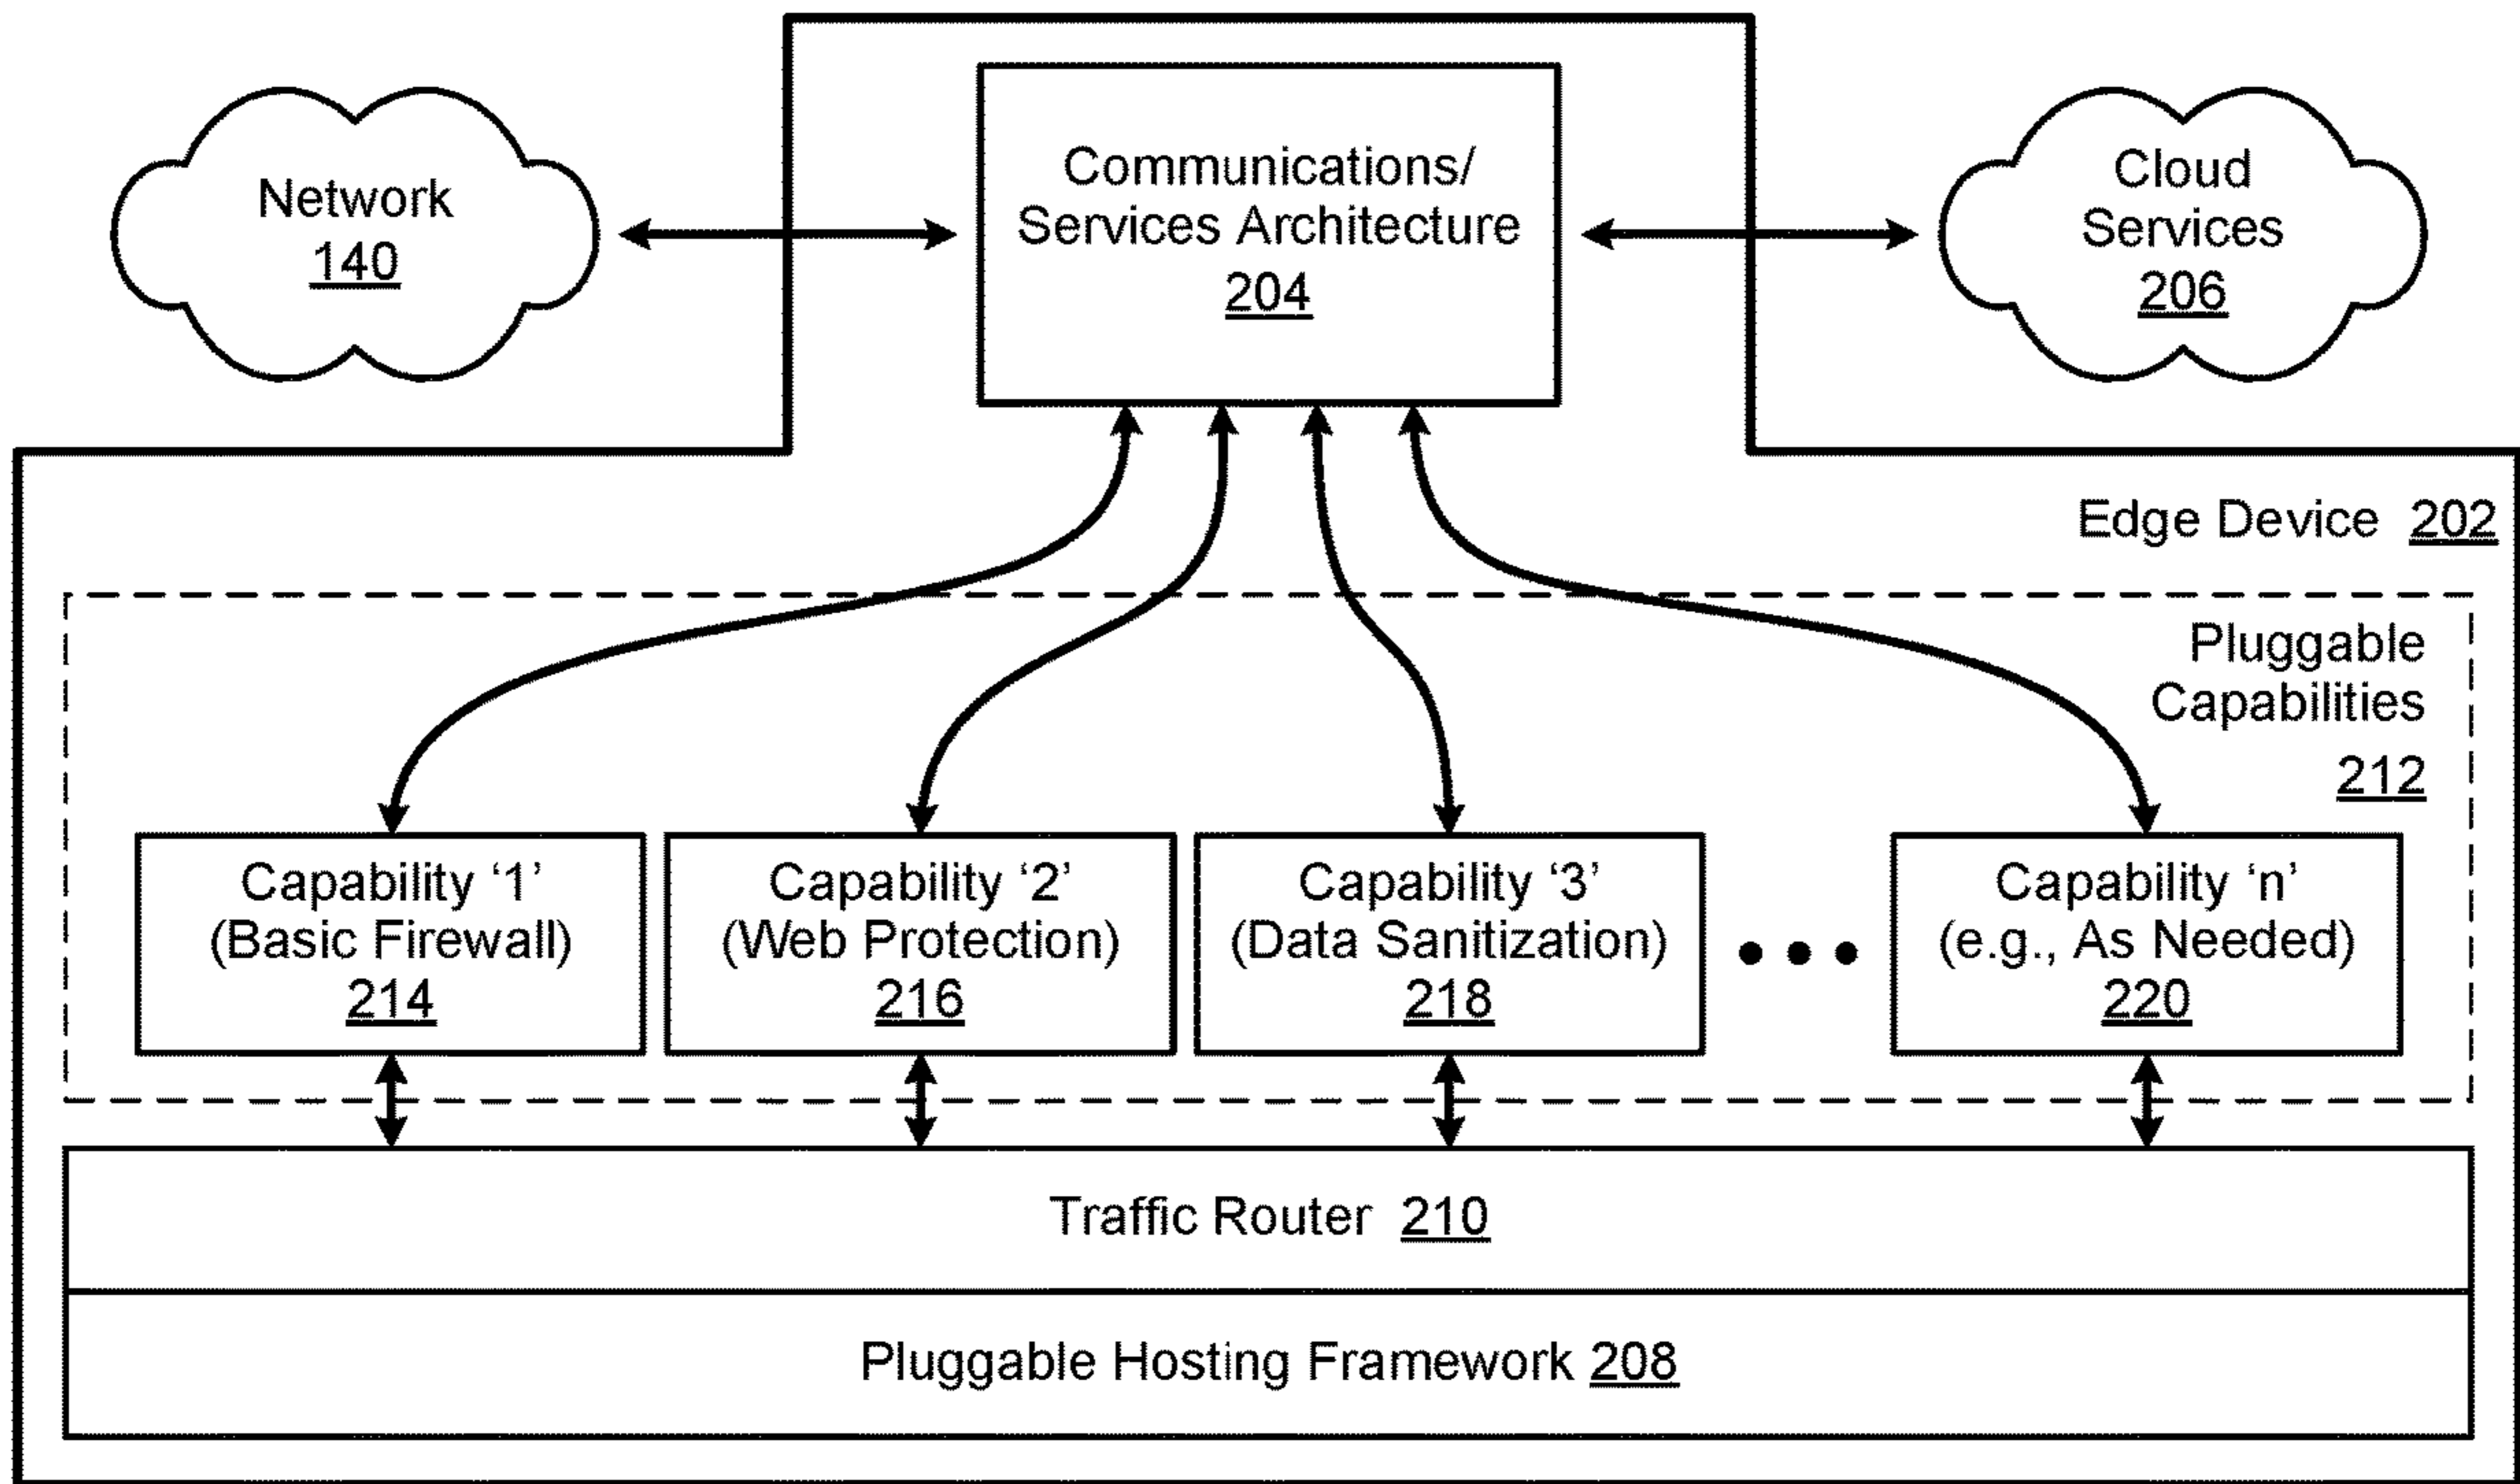 Network
140
Communications/
Services Architecture
204
Cloud
Services
206
Edge Device 202
Pluggable
Capabilities
212
Capability ‘1’
(Basic Firewall)
214
Capability ‘2’
(Web Protection)
216
Capability ‘3’
(Data Sanitization)
218
Capability ‘n’
(e.g., As Needed)
220
Traffic Router 210
Pluggable Hosting Framework 208